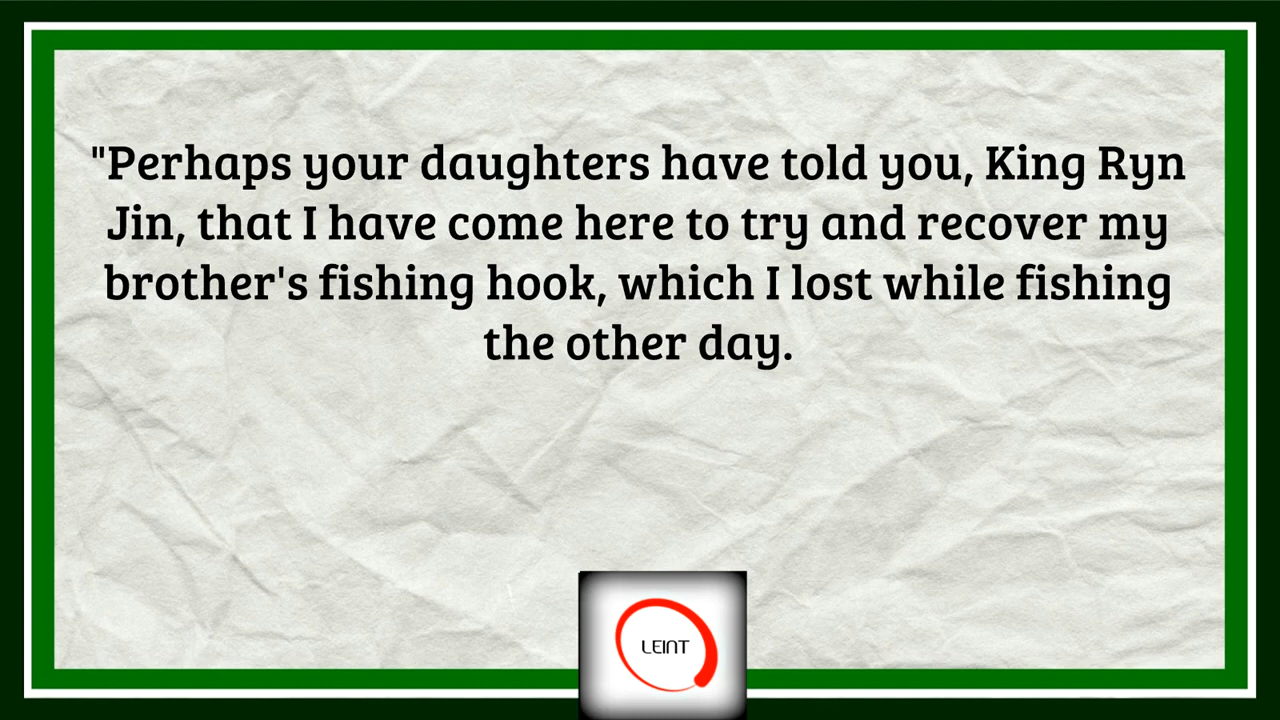 "Perhaps your daughters have told you, King Ryn
Jin, that I have come here to try and recover my
brother's fishing hook, which I lost while fishing
the other day.
LEINT